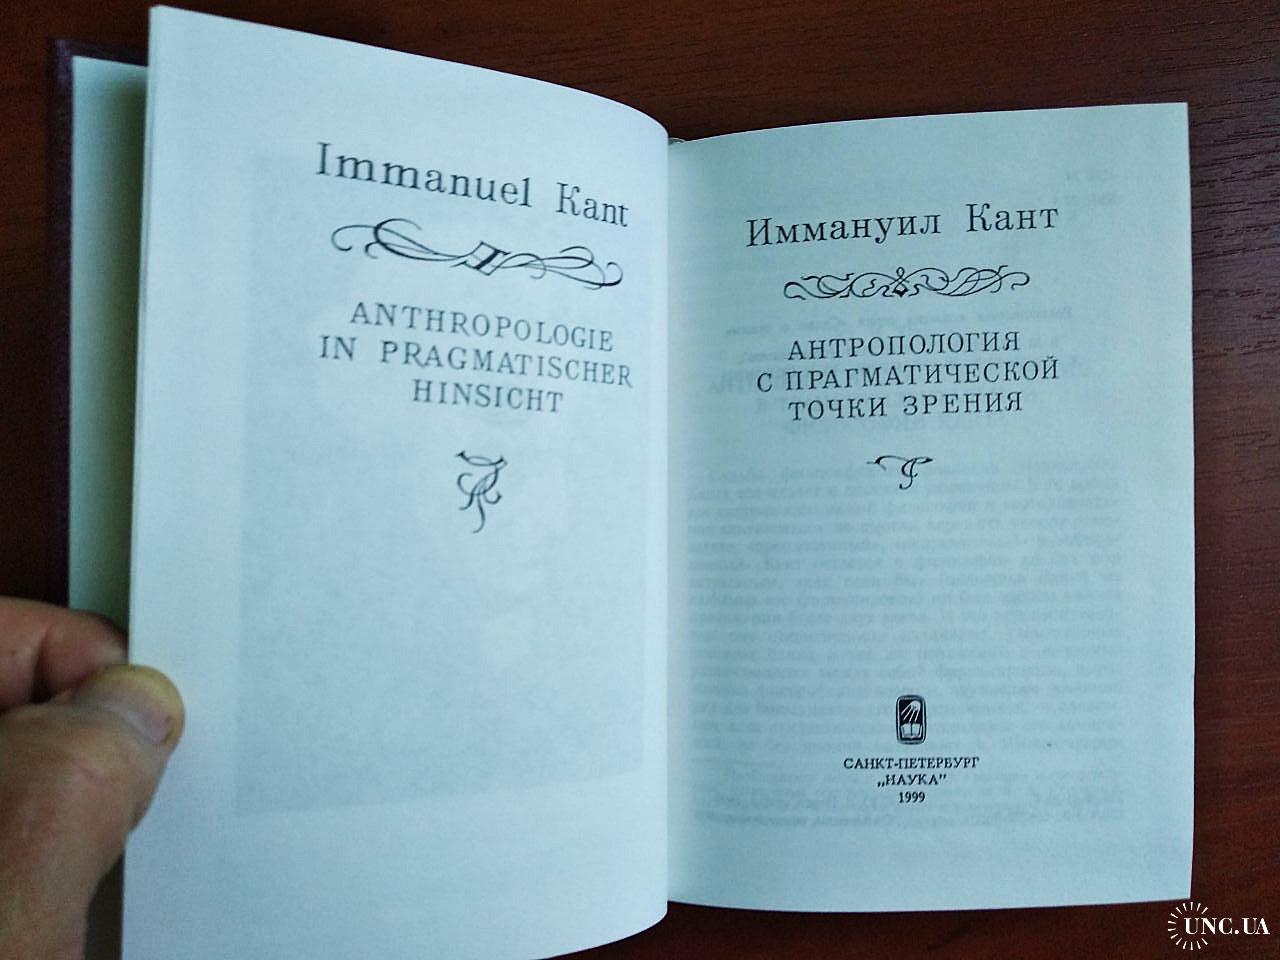 Immanuel Kant
ANTHROPOLOGIE
IN PRAGMATISCHER
HINSICHT
Иммануил Кант
АНТРОПОЛОГИЯ
С ПРАГМАТИЧЕСКОЙ
ТОЧКИ ЗРЕНИЯ
САНКТ-ПЕТЕРБУРГ
„НАУКА”
1999
UNC.UA